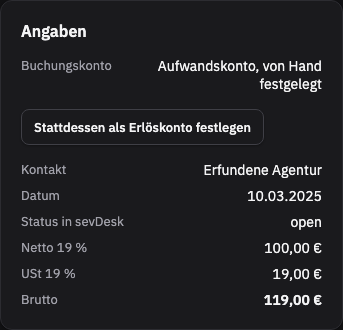 Angaben
Buchungskonto Aufwandskonto, von Hand
festgelegt
Stattdessen als Erlöskonto festlegen
Kontakt Erfundene Agentur
Datum 10.03.2025
Status in sevDesk open
Netto 19 % 100,00 €
USt 19 % 19,00 €
Brutto 119,00 €